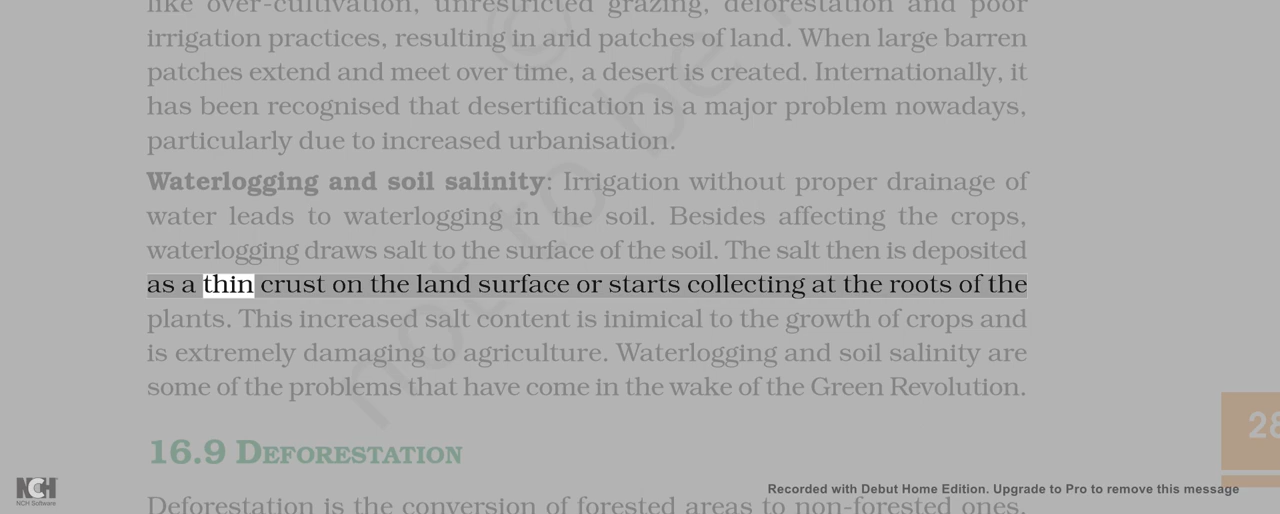 like over-cultivation, unrestricted grazing, deforestation and poor
irrigation practices, resulting in arid patches of land. When large barren
patches extend and meet over time, a desert is created. Internationally, it
has been recognised that desertification is a major problem nowadays,
particularly due to increased urbanisation.
Waterlogging and soil salinity: Irrigation without proper drainage of
water leads to waterlogging in the soil. Besides affecting the crops,
waterlogging draws salt to the surface of the soil. The salt then is deposited
as a thin crust on the land surface or starts collecting at the roots of the
plants. This increased salt content is inimical to the growth of crops and
is extremely damaging to agriculture. Waterlogging and soil salinity are
some of the problems that have come in the wake of the Green Revolution.
28
16.9 DEFORESTATION
NCH
NCH Software
Recorded with Debut Home Edition. Upgrade to Pro to remove this message
Deforestation is the conversion of forested areas to non-forested ones.
©
not to be